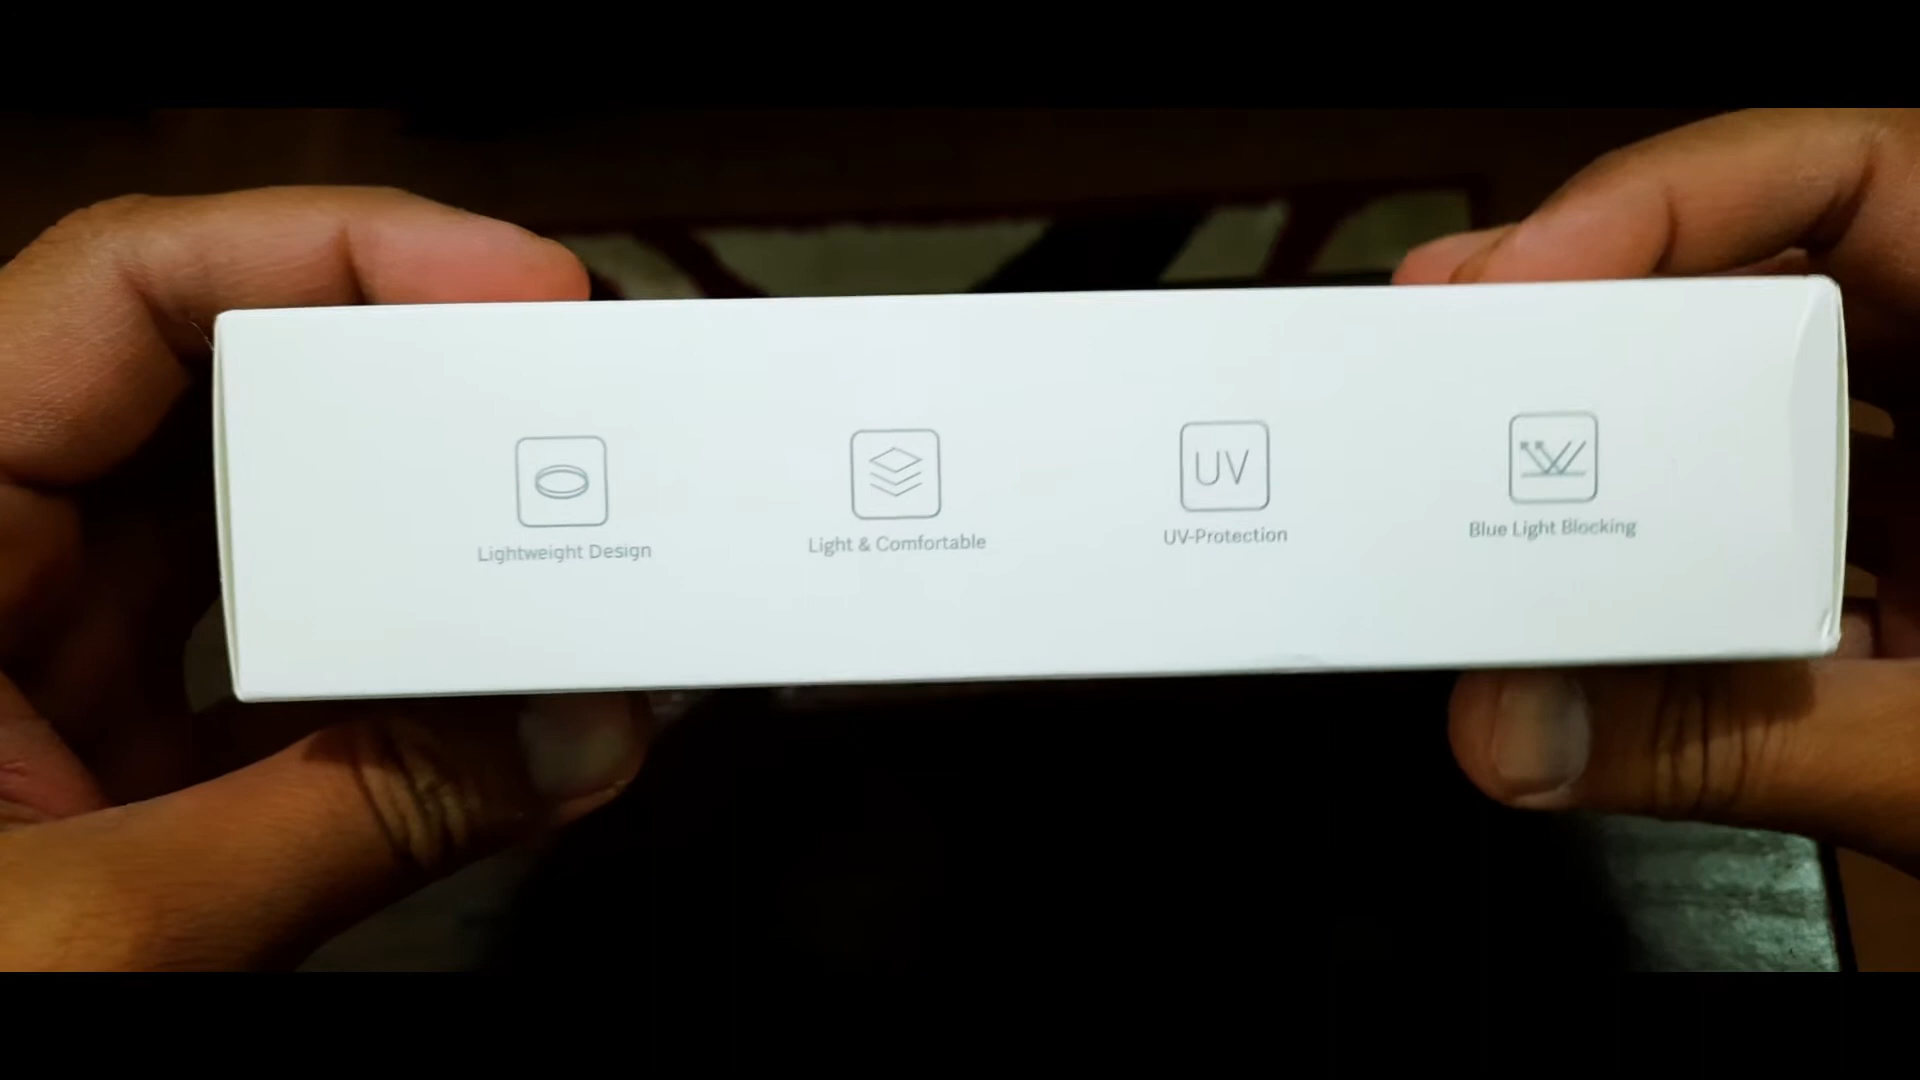 UV
Lightweight Design
Light & Comfortable
UV-Protection
Blue Light Blocking